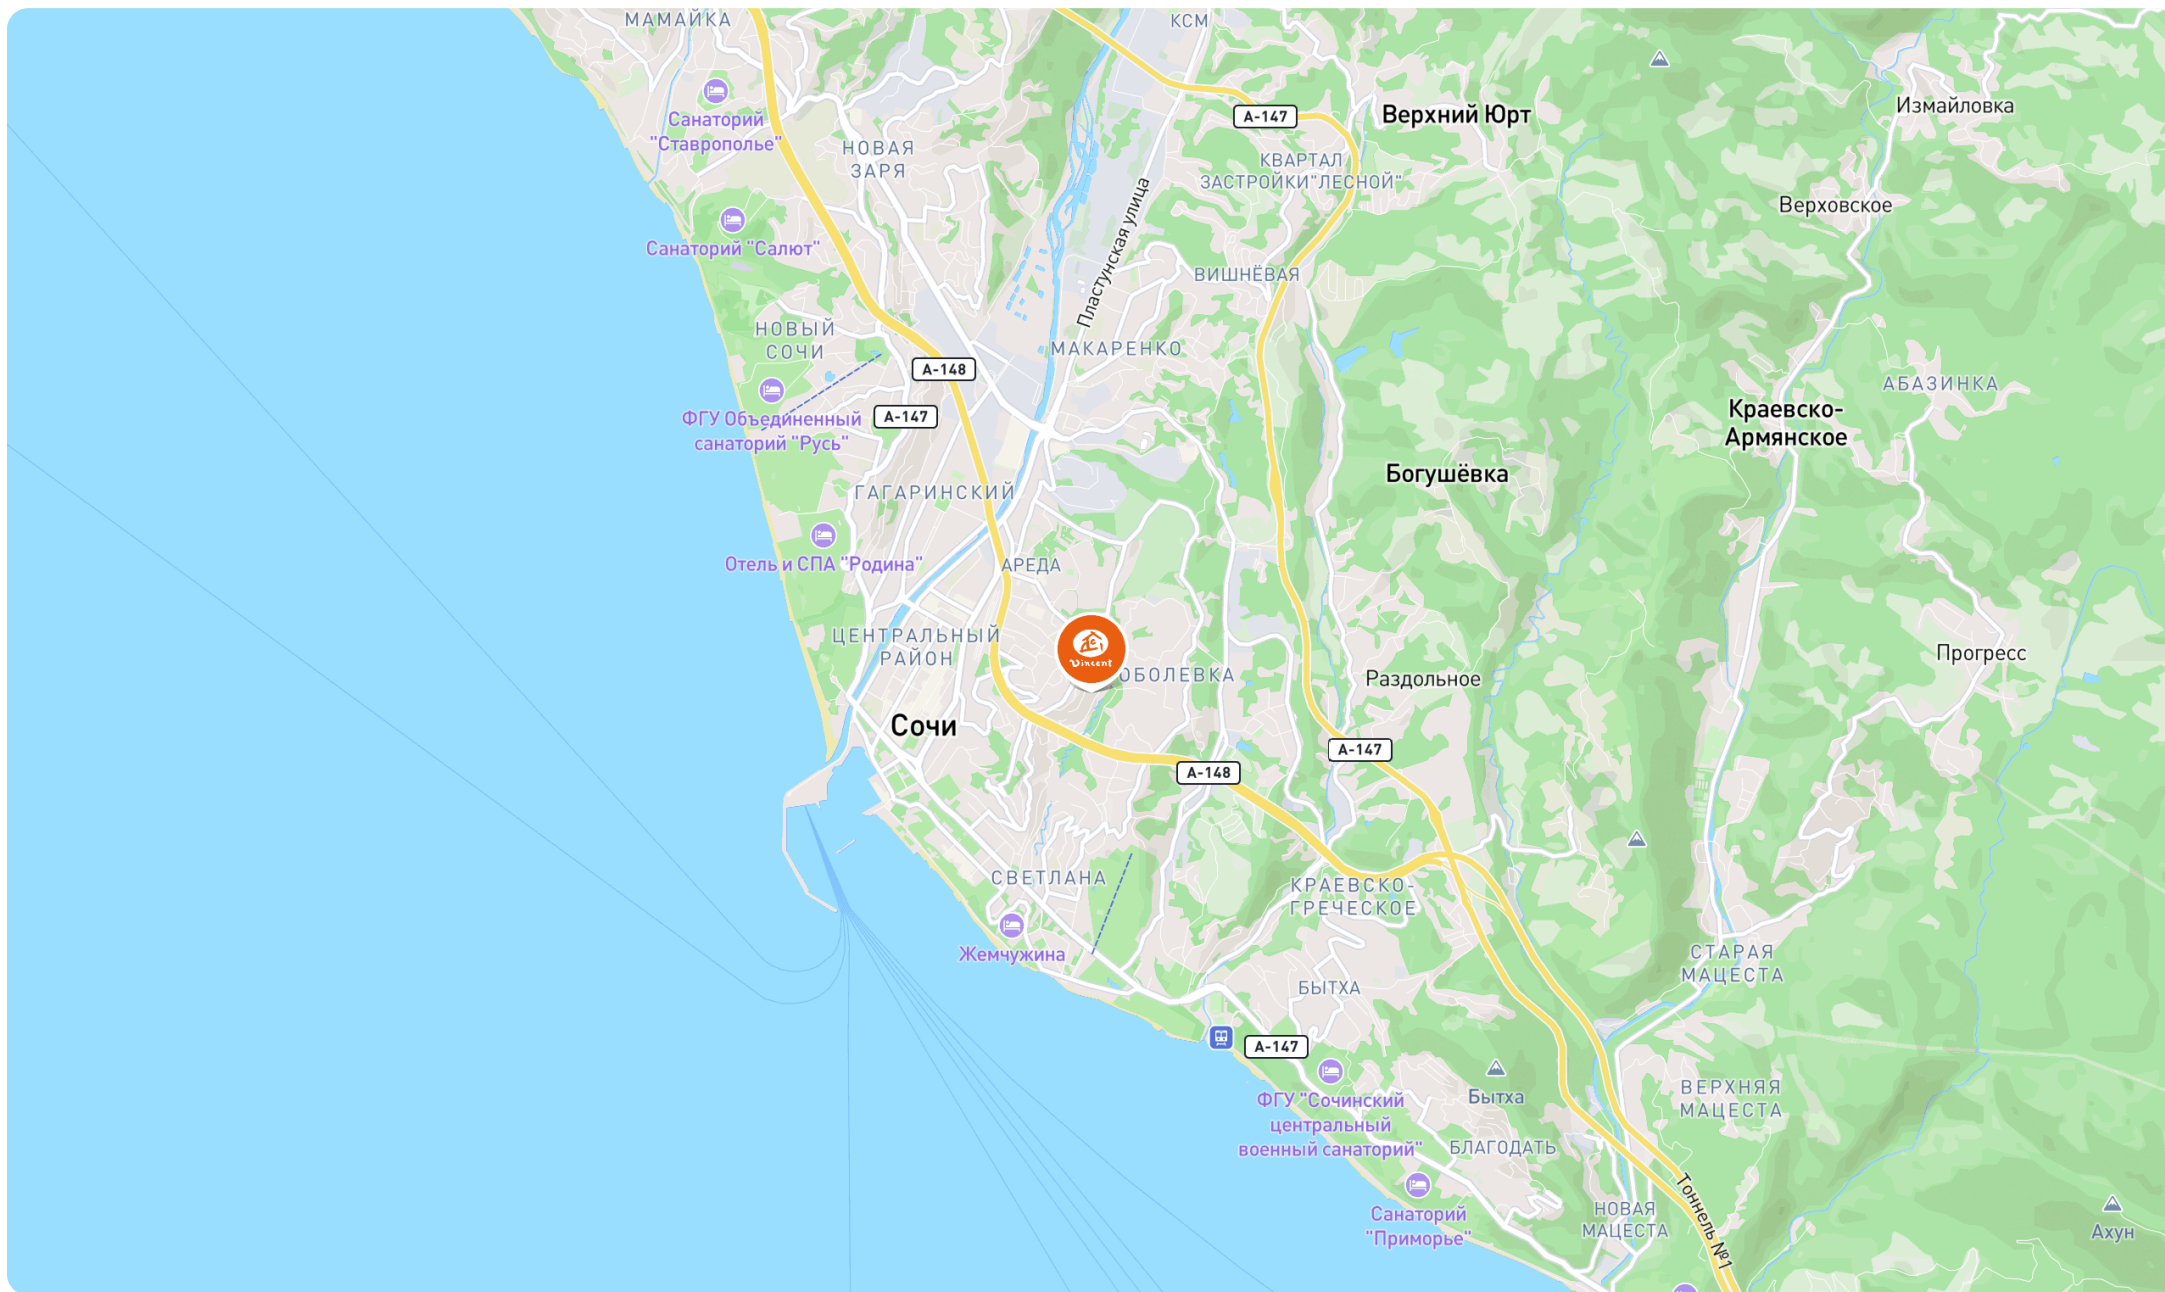 МАМАЙКА
КСМ
Санаторий
"Ставрополье"
А-147
Верхний Юрт
Измайловка
НОВАЯ
ЗАРЯ
КВАРТАЛ
ЗАСТРОЙКИ"ЛЕСНОЙ"
Верховское
Санаторий "Салют"
Пластунская улица
ВИШНЁВАЯ
НОВЫЙ
СОЧИ
МАКАРЕНКО
А-148
АБАЗИНКА
ФГУ Объединенный
санаторий "Русь"
А-147
Краевско-
Армянское
Богушёвка
ГАГАРИНСКИЙ
Отель и СПА "Родина"
АРЕДА
ЦЕНТРАЛЬНЫЙ
РАЙОН
Vincent
ОБОЛЕВКА
Раздольное
Прогресс
Сочи
А-147
А-148
СВЕТЛАНА
КРАЕВСКО-
ГРЕЧЕСКОЕ
Жемчужина
СТАРАЯ
МАЦЕСТА
БЫТХА
А-147
ФГУ "Сочинский
центральный
военный санаторий"
Бытха
ВЕРХНЯЯ
МАЦЕСТА
БЛАГОДАТЬ
Санаторий
"Приморье"
НОВАЯ
МАЦЕСТА
Тоннель №1
Ахун